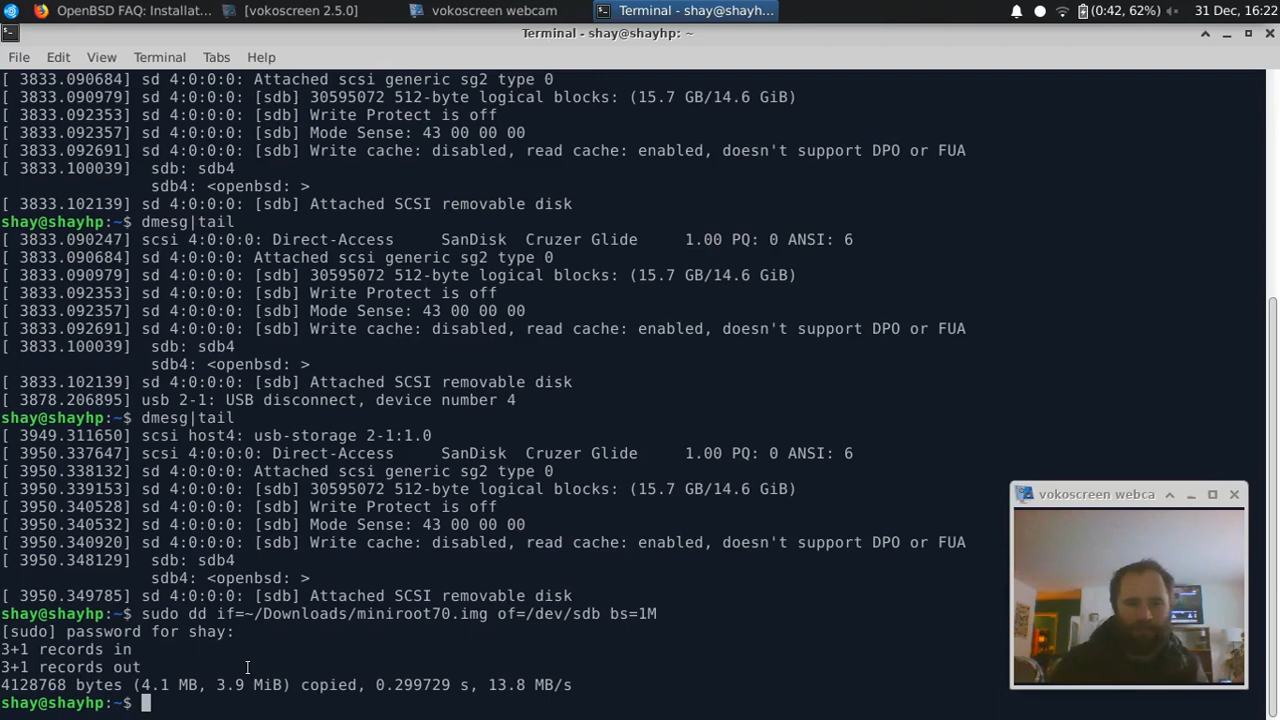 OpenBSD FAQ: Installat...
[vokoscreen 2.5.0]
vokoscreen webcam
Terminal - shay@shayh...
(0:42, 62%)
31 Dec, 16:22
Terminal - shay@shayhp: ~
File Edit View Terminal Tabs Help
[ 3833.090684] sd 4:0:0:0: Attached scsi generic sg2 type 0
[ 3833.090979] sd 4:0:0:0: [sdb] 30595072 512-byte logical blocks: (15.7 GB/14.6 GiB)
[ 3833.092353] sd 4:0:0:0: [sdb] Write Protect is off
[ 3833.092357] sd 4:0:0:0: [sdb] Mode Sense: 43 00 00 00
[ 3833.092691] sd 4:0:0:0: [sdb] Write cache: disabled, read cache: enabled, doesn't support DPO or FUA
[ 3833.100039]  sdb: sdb4
sdb4: <openbsd: >
[ 3833.102139] sd 4:0:0:0: [sdb] Attached SCSI removable disk
shay@shayhp:~$ dmesg|tail
[ 3833.090247] scsi 4:0:0:0: Direct-Access     SanDisk  Cruzer Glide     1.00 PQ: 0 ANSI: 6
[ 3833.090684] sd 4:0:0:0: Attached scsi generic sg2 type 0
[ 3833.090979] sd 4:0:0:0: [sdb] 30595072 512-byte logical blocks: (15.7 GB/14.6 GiB)
[ 3833.092353] sd 4:0:0:0: [sdb] Write Protect is off
[ 3833.092357] sd 4:0:0:0: [sdb] Mode Sense: 43 00 00 00
[ 3833.092691] sd 4:0:0:0: [sdb] Write cache: disabled, read cache: enabled, doesn't support DPO or FUA
[ 3833.100039]  sdb: sdb4
sdb4: <openbsd: >
[ 3833.102139] sd 4:0:0:0: [sdb] Attached SCSI removable disk
[ 3878.206895] usb 2-1: USB disconnect, device number 4
shay@shayhp:~$ dmesg|tail
[ 3949.311650] scsi host4: usb-storage 2-1:1.0
[ 3950.337647] scsi 4:0:0:0: Direct-Access     SanDisk  Cruzer Glide     1.00 PQ: 0 ANSI: 6
[ 3950.338132] sd 4:0:0:0: Attached scsi generic sg2 type 0
[ 3950.339153] sd 4:0:0:0: [sdb] 30595072 512-byte logical blocks: (15.7 GB/14.6 GiB)
[ 3950.340528] sd 4:0:0:0: [sdb] Write Protect is off
[ 3950.340532] sd 4:0:0:0: [sdb] Mode Sense: 43 00 00 00
[ 3950.340920] sd 4:0:0:0: [sdb] Write cache: disabled, read cache: enabled, doesn't support DPO or FUA
[ 3950.348129]  sdb: sdb4
sdb4: <openbsd: >
[ 3950.349785] sd 4:0:0:0: [sdb] Attached SCSI removable disk
shay@shayhp:~$ sudo dd if=~/Downloads/miniroot70.img of=/dev/sdb bs=1M
[sudo] password for shay:
3+1 records in
3+1 records out
4128768 bytes (4.1 MB, 3.9 MiB) copied, 0.299729 s, 13.8 MB/s
shay@shayhp:~$
vokoscreen webca